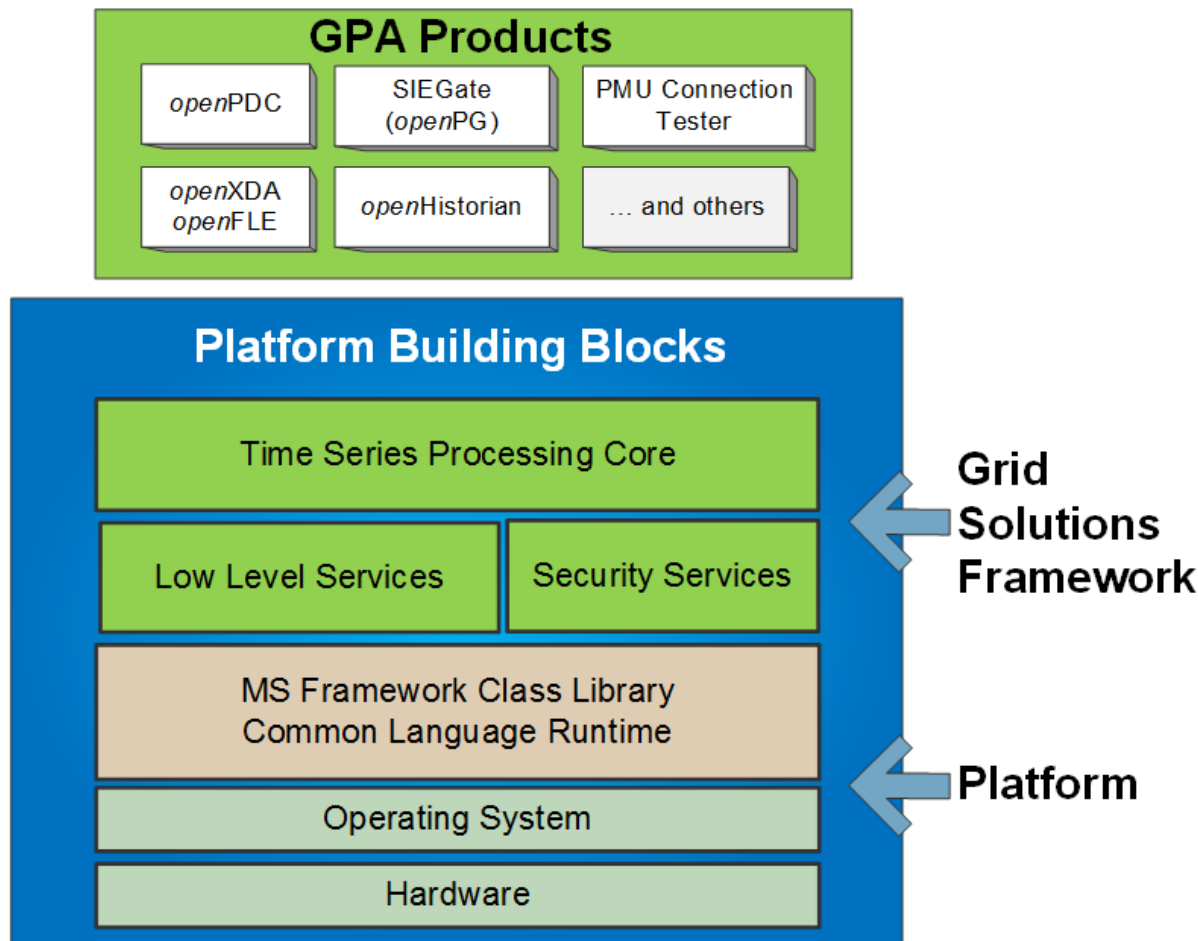 GPA Products
openPDC
SIEGate
(openPG)
PMU Connection
Tester
openXDA
openFLE
openHistorian
... and others
Platform Building Blocks
Time Series Processing Core
Low Level Services
Security Services
MS Framework Class Library
Common Language Runtime
Operating System
Hardware
Grid
Solutions
Framework
Platform